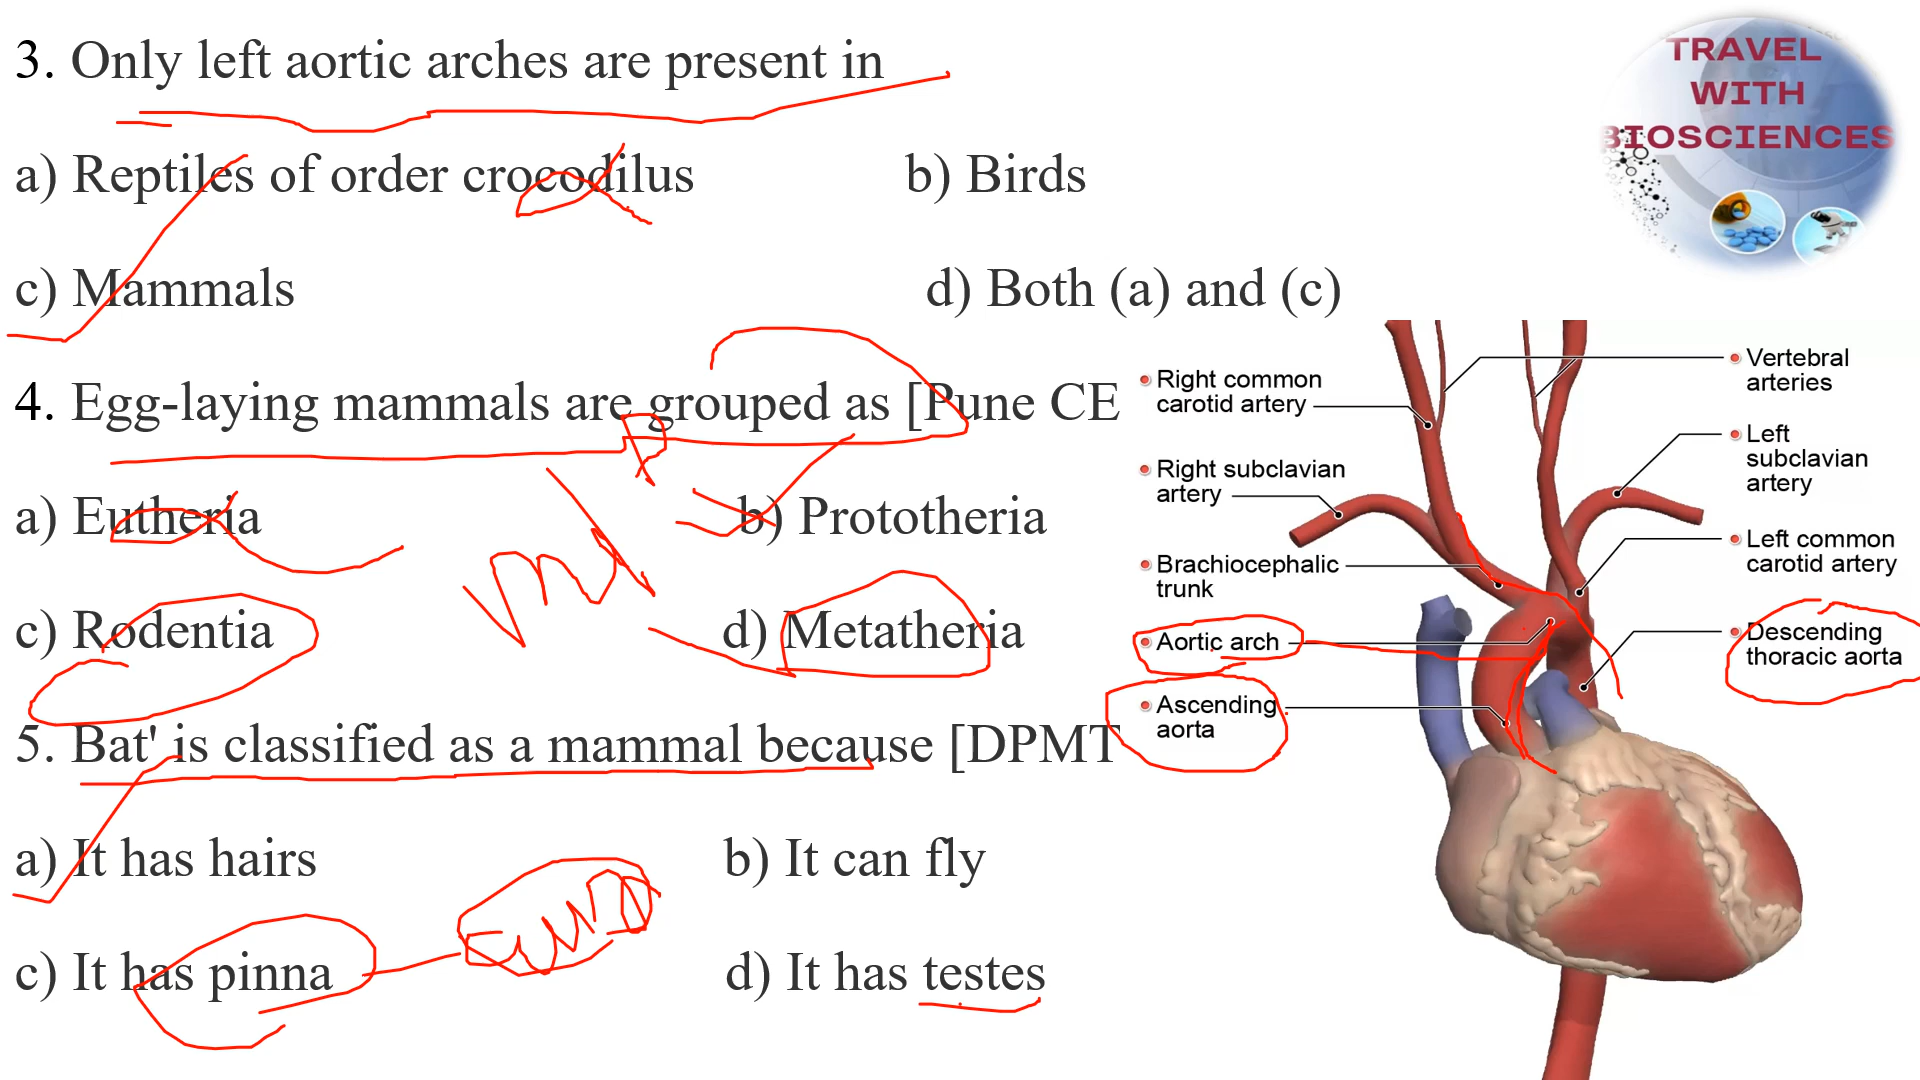 3. Only left aortic arches are present in
a) Reptiles of order crocodilus b) Birds
c) Mammals d) Both (a) and (c)
4. Egg-laying mammals are grouped as [Pune CE
a) Eutheria b) Prototheria
c) Rodentia d) Metatheria
5. Bat' is classified as a mammal because [DPMT
a) It has hairs b) It can fly
c) It has pinna d) It has testes
TRAVEL
WITH
BIOSCIENCES
Right common
carotid artery
Right subclavian
artery
Brachiocephalic
trunk
Aortic arch
Ascending
aorta
Vertebral
arteries
Left
subclavian
artery
Left common
carotid artery
Descending
thoracic aorta